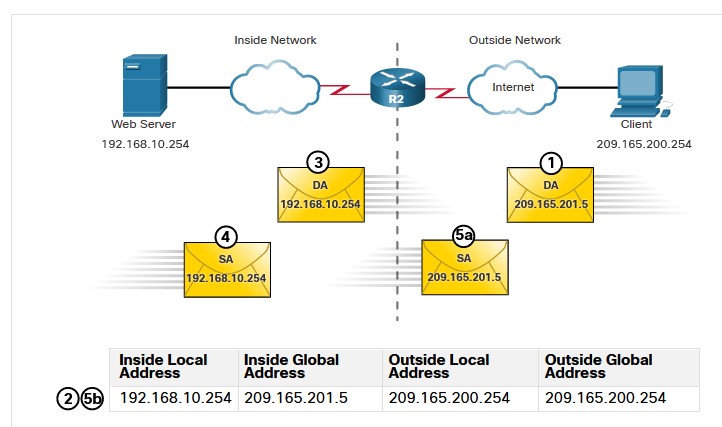 Inside Network
Outside Network
Internet
R2
Web Server
192.168.10.254
Client
209.165.200.254
3
DA
192.168.10.254
1
DA
209.165.201.5
4
SA
192.168.10.254
5a
SA
209.165.201.5
Inside Local Address
Inside Global Address
Outside Local Address
Outside Global Address
2 5b 192.168.10.254 209.165.201.5 209.165.200.254 209.165.200.254